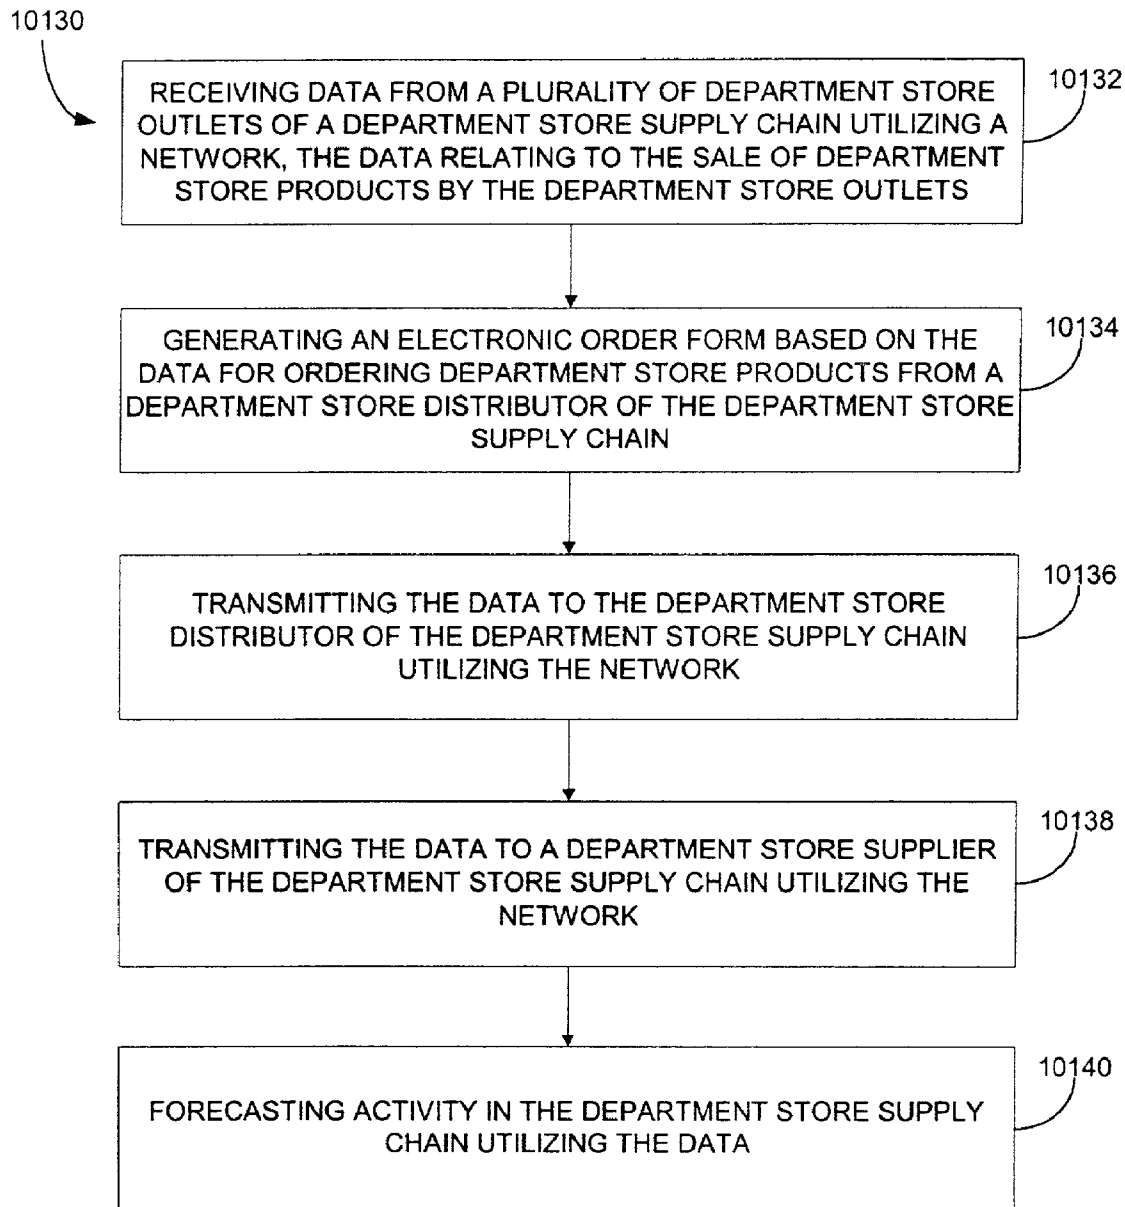 10130
10132
RECEIVING DATA FROM A PLURALITY OF DEPARTMENT STORE
OUTLETS OF A DEPARTMENT STORE SUPPLY CHAIN UTILIZING A
NETWORK, THE DATA RELATING TO THE SALE OF DEPARTMENT
STORE PRODUCTS BY THE DEPARTMENT STORE OUTLETS
10134
GENERATING AN ELECTRONIC ORDER FORM BASED ON THE
DATA FOR ORDERING DEPARTMENT STORE PRODUCTS FROM A
DEPARTMENT STORE DISTRIBUTOR OF THE DEPARTMENT STORE
SUPPLY CHAIN
10136
TRANSMITTING THE DATA TO THE DEPARTMENT STORE
DISTRIBUTOR OF THE DEPARTMENT STORE SUPPLY CHAIN
UTILIZING THE NETWORK
10138
TRANSMITTING THE DATA TO A DEPARTMENT STORE SUPPLIER
OF THE DEPARTMENT STORE SUPPLY CHAIN UTILIZING THE
NETWORK
10140
FORECASTING ACTIVITY IN THE DEPARTMENT STORE SUPPLY
CHAIN UTILIZING THE DATA